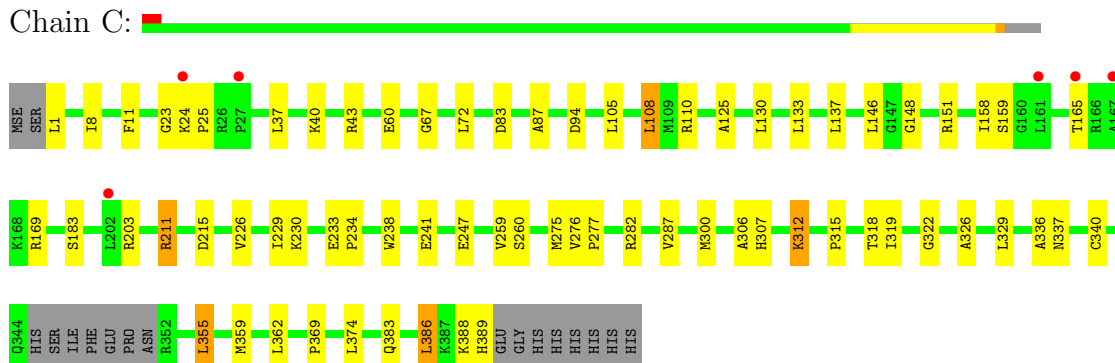 Chain C:
MSE SER L1 I8 F11 G23 K24 P25 R26 P27 L37 K40 R43 E60 G67 L72 D83 A87 D94 L105 L108 M109 R110 A125 L130 L133 L137 L146 G147 G148 R151 I158 S159 G160 L161 T165 R166 A167
K168 R169 S183 L202 R203 R211 D215 V226 I229 K230 E233 P234 W238 E241 E247 V259 S260 M275 V276 P277 R282 V287 M300 A306 H307 K312 P315 T318 I319 G322 A326 L329 A336 N337 C340
Q344 HIS SER ILE PHE GLU PRO ASN R352 L355 M359 L362 P369 L374 Q383 L386 K387 K388 H389 GLU GLY HIS HIS HIS HIS HIS HIS